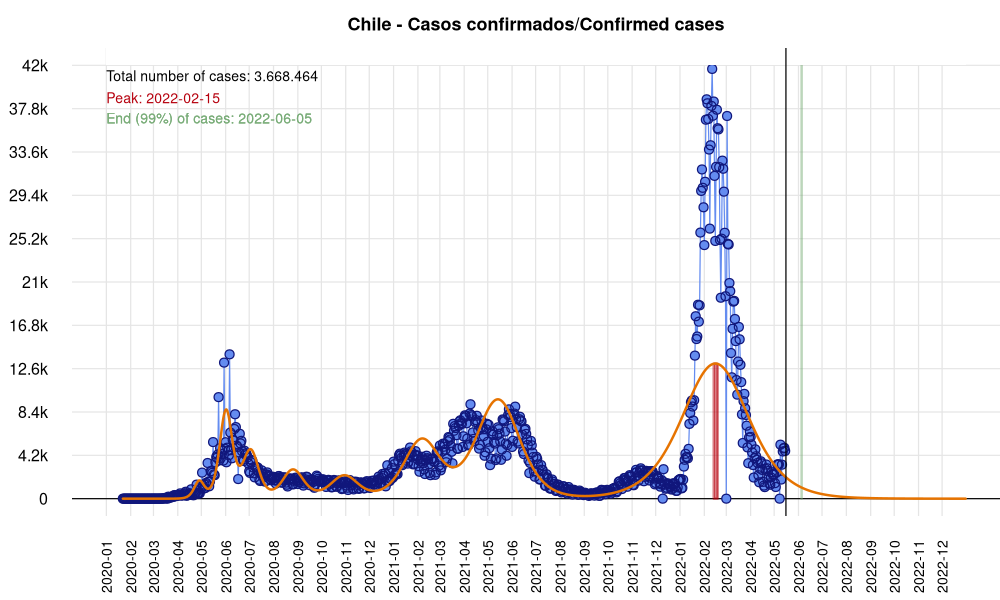 Chile - Casos confirmados/Confirmed cases
Total number of cases: 3.668.464
Peak: 2022-02-15
End (99%) of cases: 2022-06-05
42k
37.8k
33.6k
29.4k
25.2k
21k
16.8k
12.6k
8.4k
4.2k
0
2020-01
2020-02
2020-03
2020-04
2020-05
2020-06
2020-07
2020-08
2020-09
2020-10
2020-11
2020-12
2021-01
2021-02
2021-03
2021-04
2021-05
2021-06
2021-07
2021-08
2021-09
2021-10
2021-11
2021-12
2022-01
2022-02
2022-03
2022-04
2022-05
2022-06
2022-07
2022-08
2022-09
2022-10
2022-11
2022-12